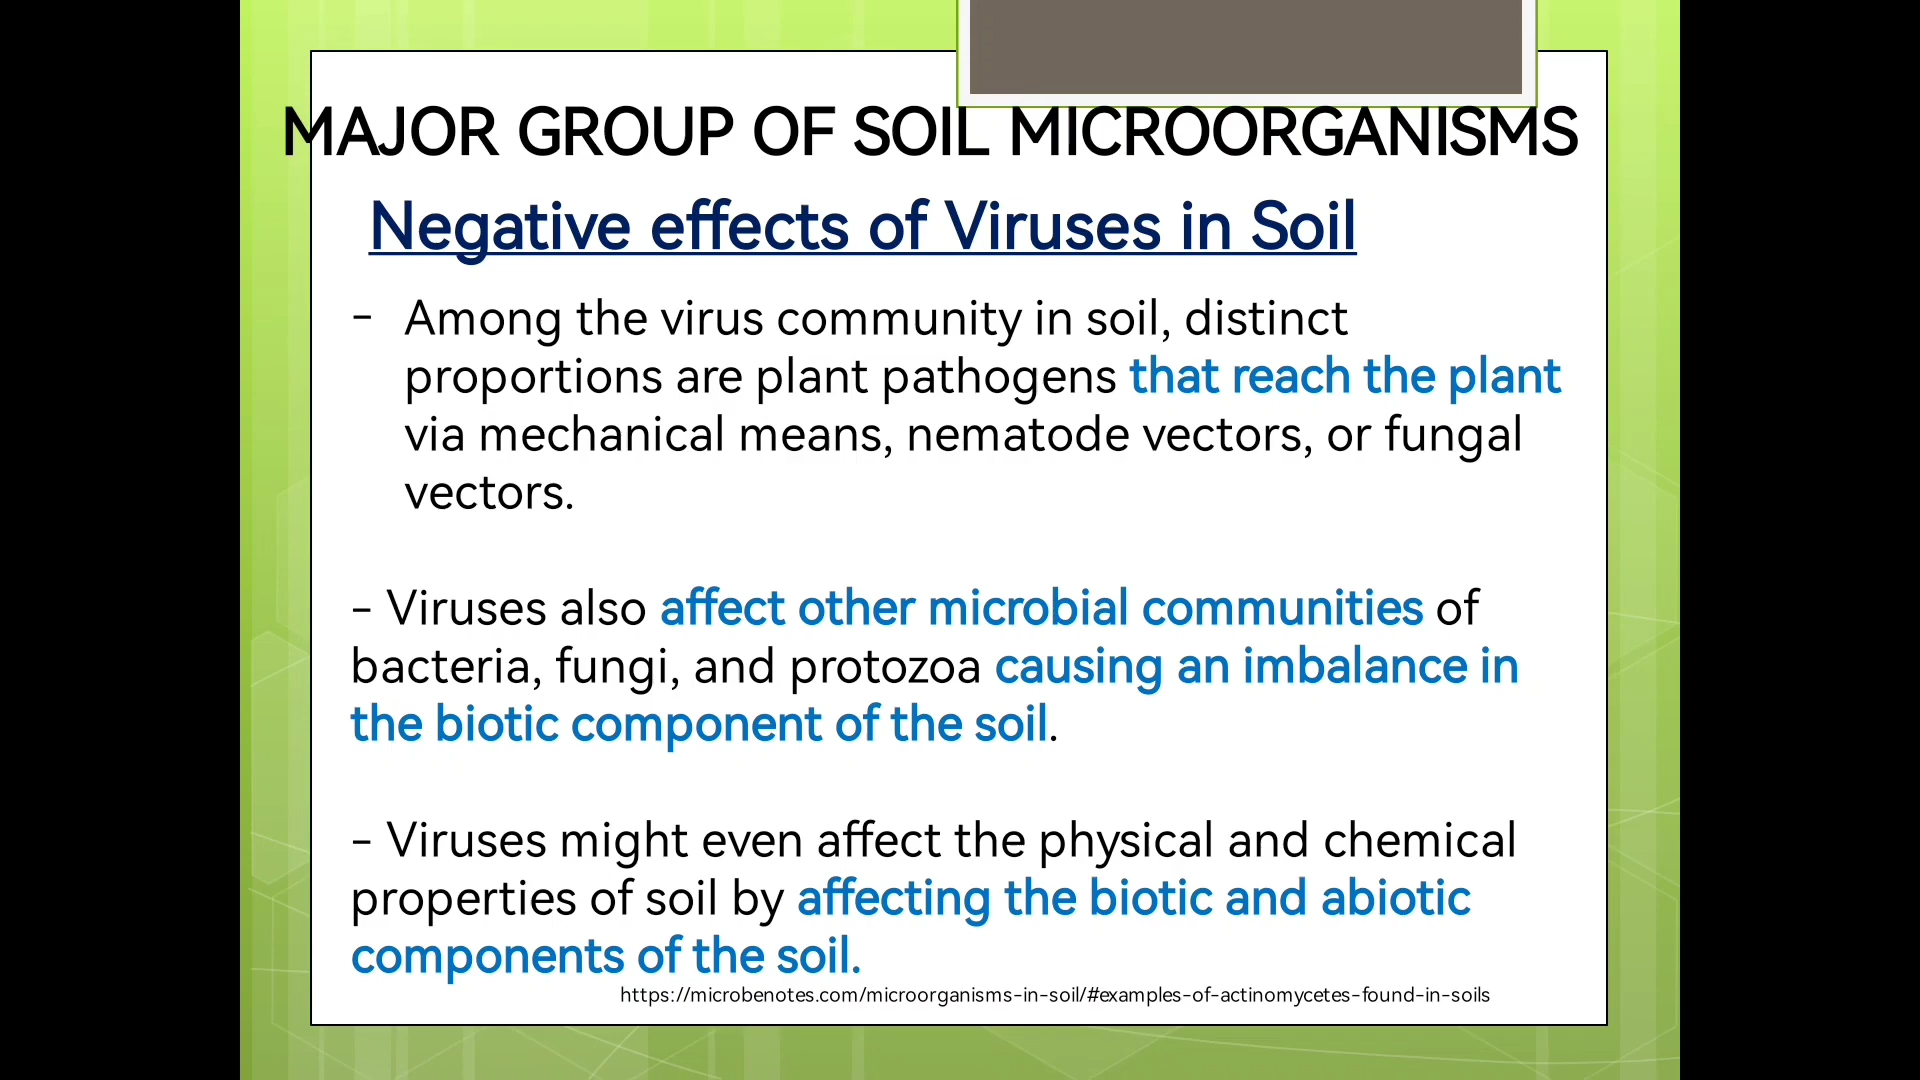 MAJOR GROUP OF SOIL MICROORGANISMS
Negative effects of Viruses in Soil
- Among the virus community in soil, distinct
proportions are plant pathogens that reach the plant
via mechanical means, nematode vectors, or fungal
vectors.
- Viruses also affect other microbial communities of
bacteria, fungi, and protozoa causing an imbalance in
the biotic component of the soil.
- Viruses might even affect the physical and chemical
properties of soil by affecting the biotic and abiotic
components of the soil.
https://microbenotes.com/microorganisms-in-soil/#examples-of-actinomycetes-found-in-soils